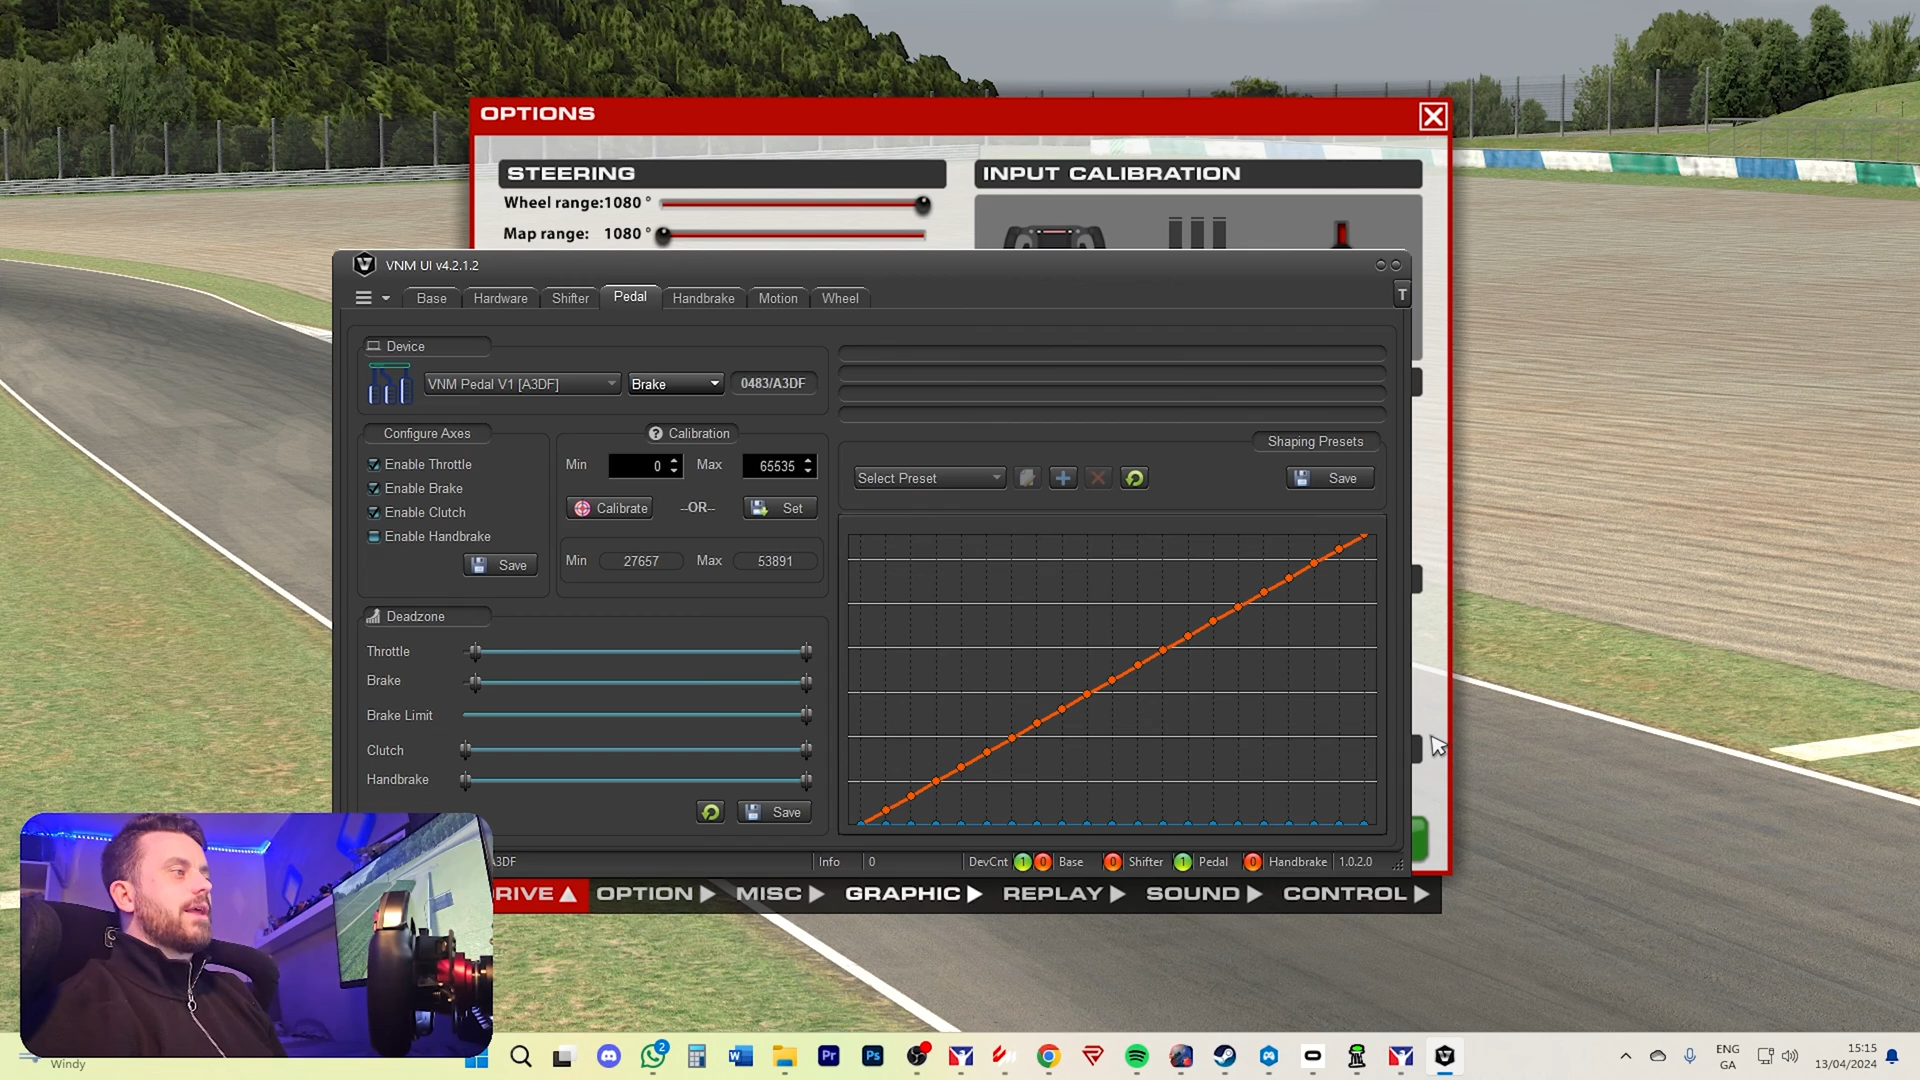 OPTIONS
STEERING
INPUT CALIBRATION
Wheel range:1080 °
Map range: 1080 °
VNM UI v4.2.1.2
Base
Hardware
Shifter
Pedal
Handbrake
Motion
Wheel
T
Device
VNM Pedal V1 [A3DF]
Brake
0483/A3DF
Configure Axes
Enable Throttle
Enable Brake
Enable Clutch
Enable Handbrake
Save
? Calibration
Min 0 Max 65535
Calibrate --OR-- Set
Min 27657 Max 53891
Shaping Presets
Select Preset
Save
Deadzone
Throttle
Brake
Brake Limit
Clutch
Handbrake
Save
A3DF
Info 0
DevCnt 1 0 Base 0 Shifter 1 Pedal 0 Handbrake 1.0.2.0
DRIVE OPTION MISC GRAPHIC REPLAY SOUND CONTROL
Windy
2
Pr
Ps
ENG
GA
15:15
13/04/2024